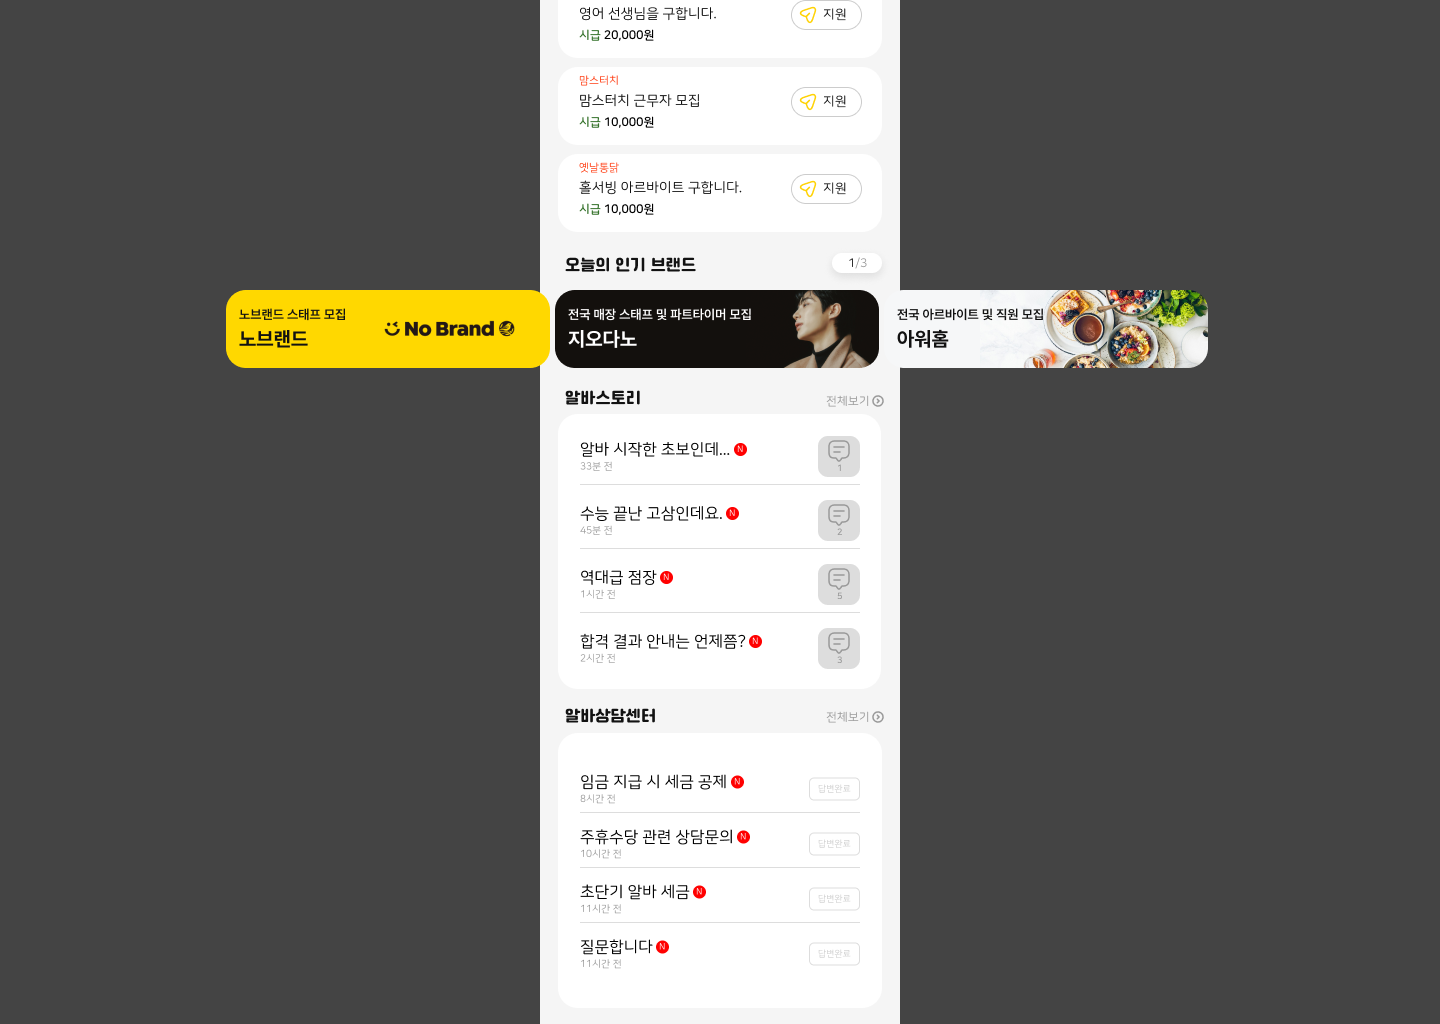 영어 선생님을 구합니다.
지원
시급 20,000원
맘스터치
맘스터치 근무자 모집
지원
시급 10,000원
옛날통닭
홀서빙 아르바이트 구합니다.
지원
시급 10,000원
오늘의 인기 브랜드
1/3
노브랜드 스태프 모집
노브랜드
No Brand
전국 매장 스태프 및 파트타이머 모집
지오다노
전국 아르바이트 및 직원 모집
아워홈
알바스토리
전체보기
알바 시작한 초보인데... N
33분 전
1
수능 끝난 고삼인데요. N
45분 전
2
역대급 점장 N
1시간 전
5
합격 결과 안내는 언제쯤? N
2시간 전
3
알바상담센터
전체보기
임금 지급 시 세금 공제 N
8시간 전
답변완료
주휴수당 관련 상담문의 N
10시간 전
답변완료
초단기 알바 세금 N
11시간 전
답변완료
질문합니다 N
11시간 전
답변완료